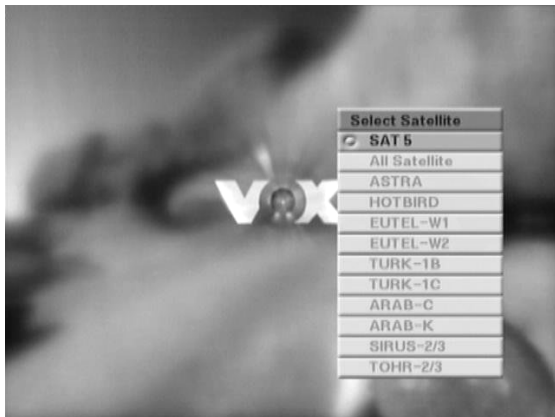 VOX
Select Satellite
SAT 5
All Satellite
ASTRA
HOTBIRD
EUTEL-W1
EUTEL-W2
TURK-1B
TURK-1C
ARAB-C
ARAB-K
SIRUS-2/3
TOHR-2/3